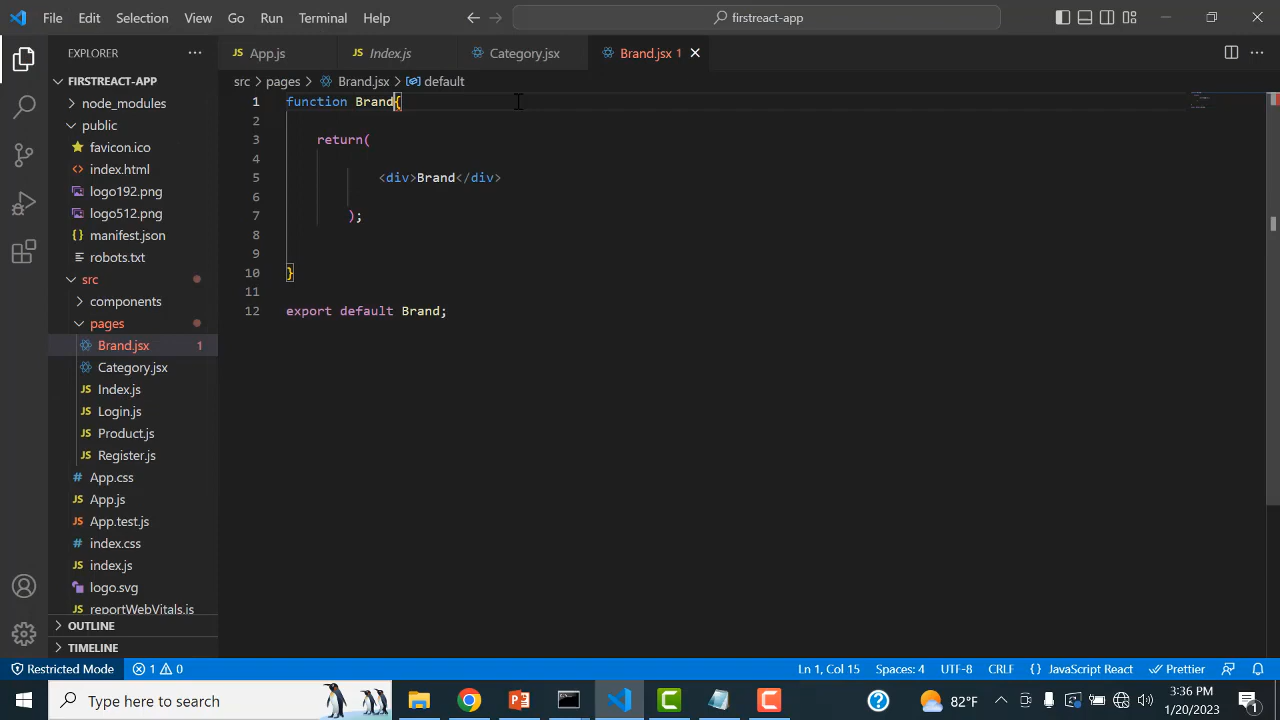 File Edit Selection View Go Run Terminal Help
firstreact-app
EXPLORER
FIRSTREACT-APP
node_modules
public
favicon.ico
index.html
logo192.png
logo512.png
manifest.json
robots.txt
src
components
pages
Brand.jsx 1
Category.jsx
Index.js
Login.js
Product.js
Register.js
App.css
App.js
App.test.js
index.css
index.js
logo.svg
reportWebVitals.js
OUTLINE
TIMELINE
App.js Index.js Category.jsx Brand.jsx 1
src > pages > Brand.jsx > default
1 function Brand{
2
3 return(
4
5 <div>Brand</div>
6
7 );
8
9
10 }
11
12 export default Brand;
Restricted Mode 1 0 Ln 1, Col 15 Spaces: 4 UTF-8 CRLF {} JavaScript React Prettier
Type here to search
82°F
3:36 PM
1/20/2023
1